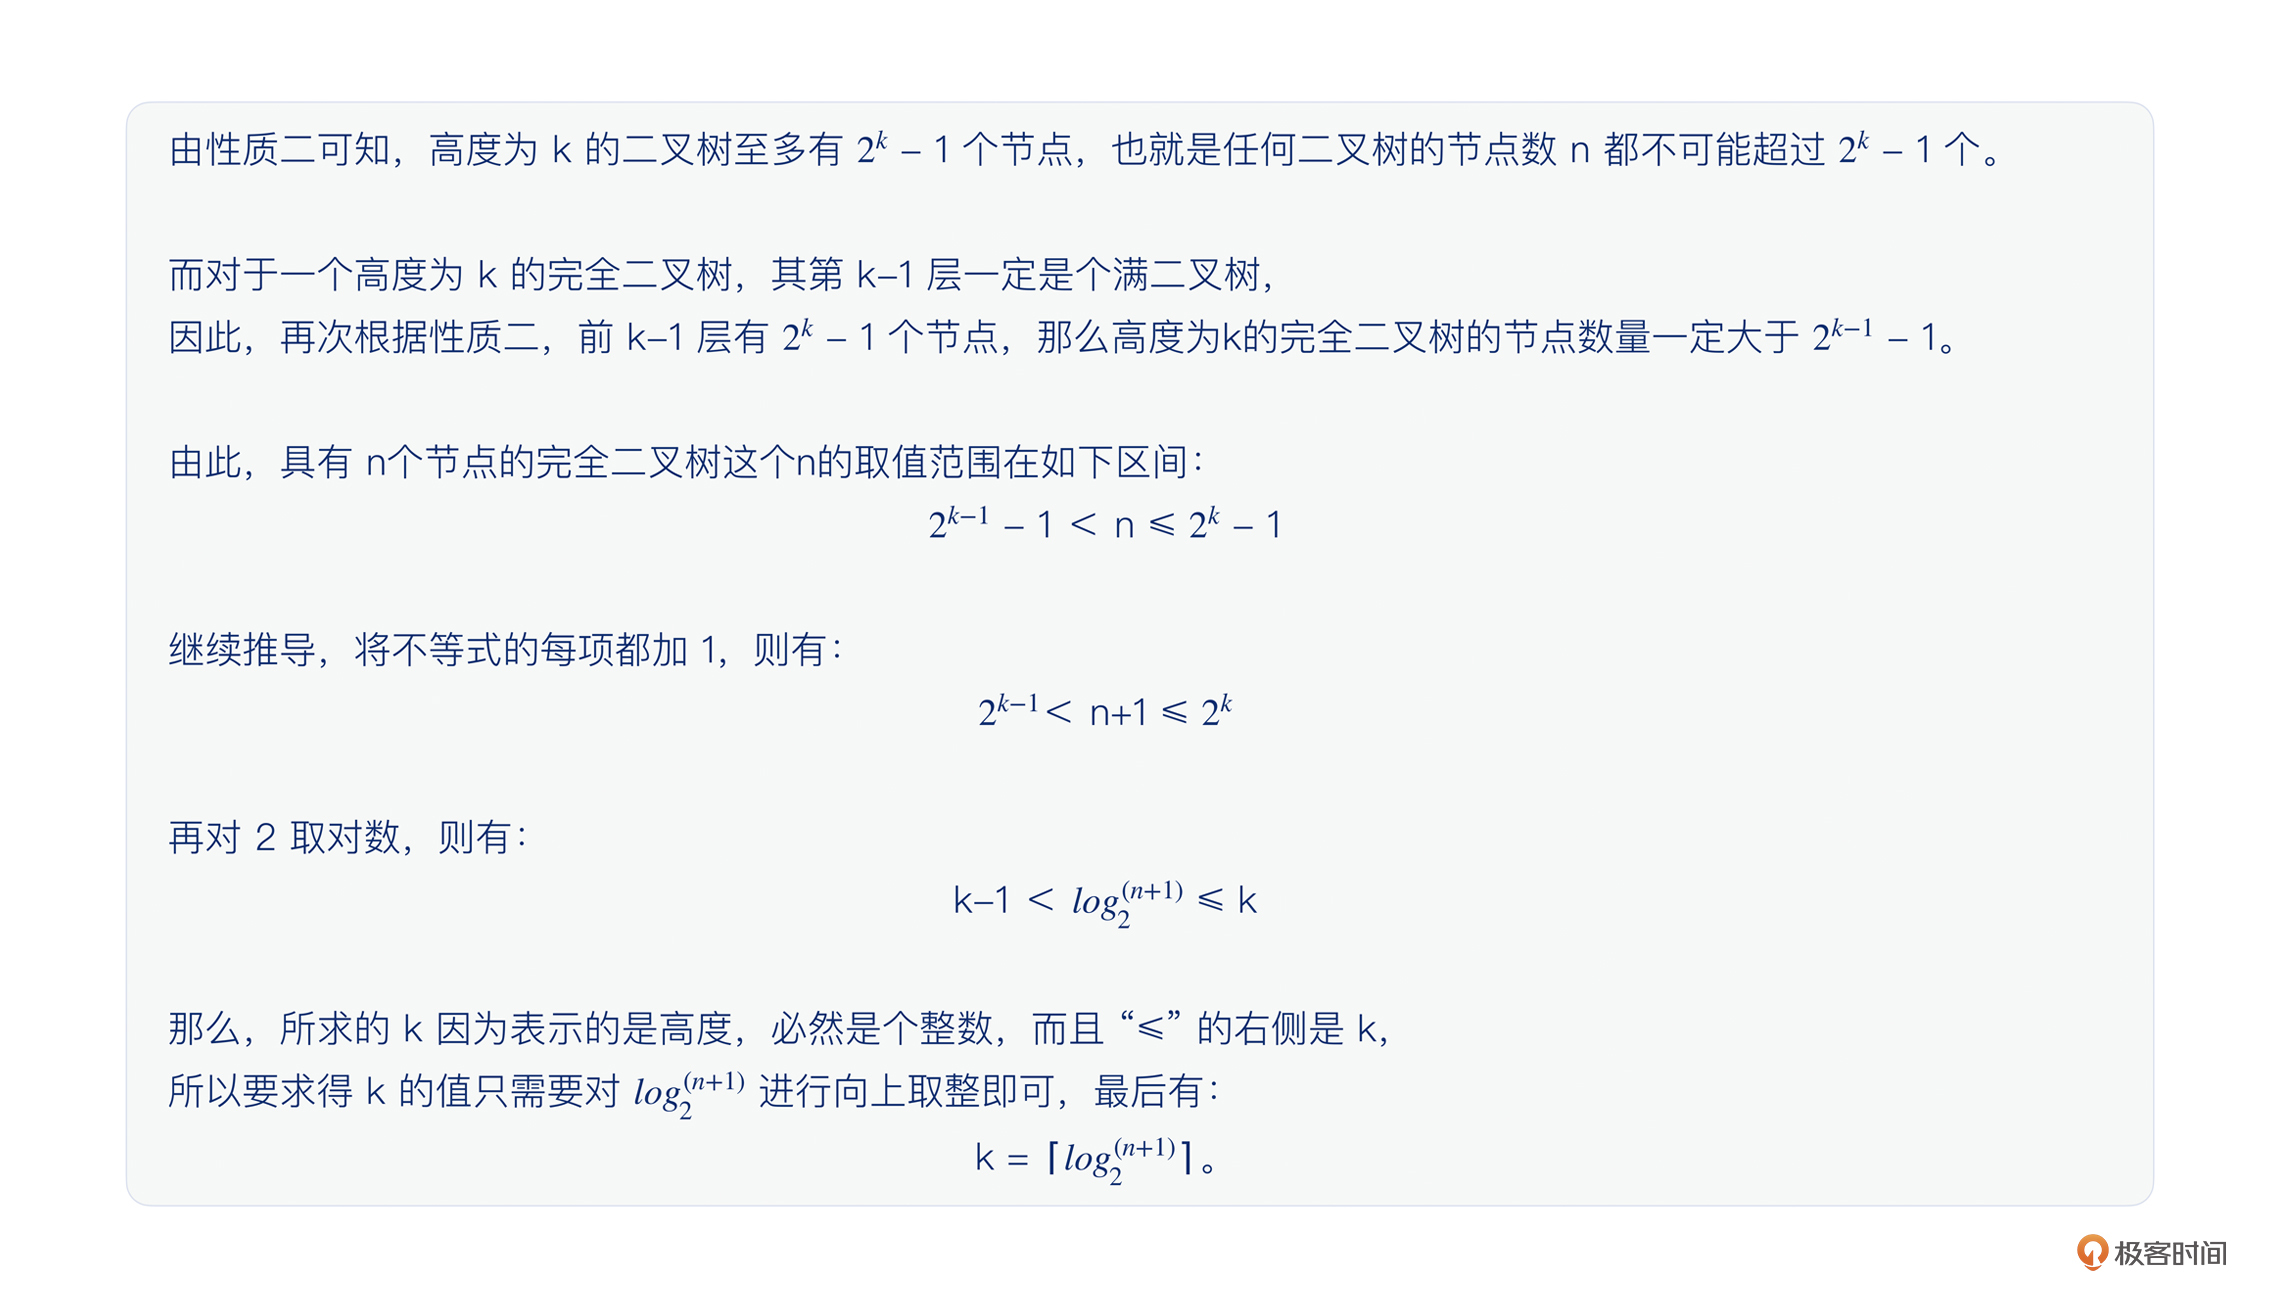 由性质二可知，高度为 k 的二叉树至多有 2^k – 1 个节点，也就是任何二叉树的节点数 n 都不可能超过 2^k – 1 个。
而对于一个高度为 k 的完全二叉树，其第 k–1 层一定是个满二叉树，
因此，再次根据性质二，前 k–1 层有 2^k – 1 个节点，那么高度为k的完全二叉树的节点数量一定大于 2^{k–1} – 1。
由此，具有 n个节点的完全二叉树这个n的取值范围在如下区间：
2^{k–1} – 1 < n ⩽ 2^k – 1
继续推导，将不等式的每项都加 1，则有：
2^{k–1} < n+1 ⩽ 2^k
再对 2 取对数，则有：
k–1 < log_2^{(n+1)} ⩽ k
那么，所求的 k 因为表示的是高度，必然是个整数，而且 “⩽” 的右侧是 k，
所以要求得 k 的值只需要对 log_2^{(n+1)} 进行向上取整即可，最后有：
k = ⌈log_2^{(n+1)}⌉。
极客时间